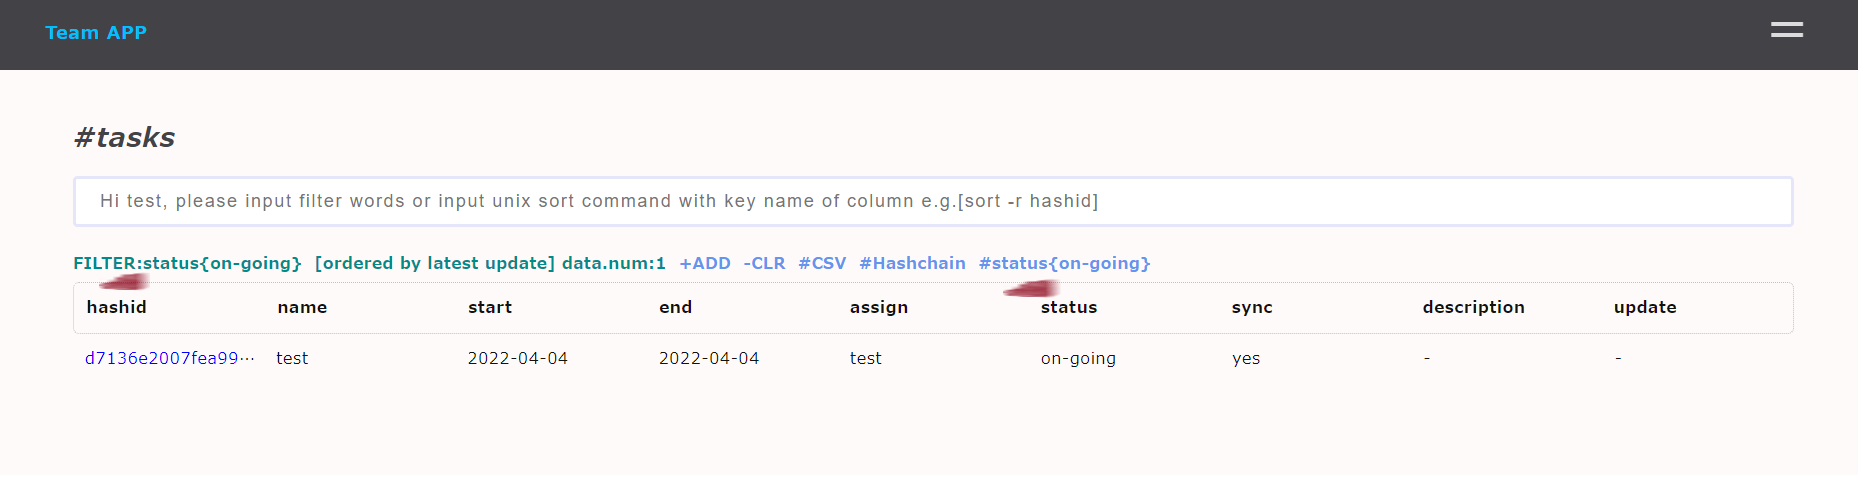 Team APP
#tasks
Hi test, please input filter words or input unix sort command with key name of column e.g.[sort -r hashid]
FILTER:status{on-going} [ordered by latest update] data.num:1 +ADD -CLR #CSV #Hashchain #status{on-going}
hashid name start end assign status sync description update
d7136e2007fea99··· test 2022-04-04 2022-04-04 test on-going yes - -